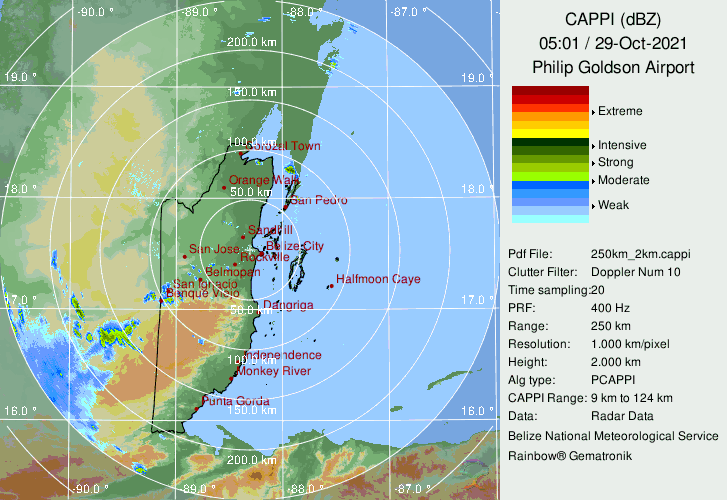 -90.0 °
-89.0 °
-88.0 °
-87.0 °
200.0 km
19.0 °
19.0 °
150.0 km
100.0 km
Corozal Town
Orange Walk
50.0 km
San Pedro
18.0 °
18.0 °
Sandhill
San Jose
Belize City
Rockville
Belmopan
Halfmoon Caye
San Ignacio
Benque Viejo
17.0 °
17.0 °
Dangriga
50.0 km
100.0 km
Independence
Monkey River
Punta Gorda
150.0 km
16.0 °
16.0 °
200.0 km
-90.0 °
-89.0 °
-88.0 °
-87.0 °
CAPPI (dBZ)
05:01 / 29-Oct-2021
Philip Goldson Airport
Extreme
Intensive
Strong
Moderate
Weak
Pdf File: 250km_2km.cappi
Clutter Filter: Doppler Num 10
Time sampling:20
PRF: 400 Hz
Range: 250 km
Resolution: 1.000 km/pixel
Height: 2.000 km
Alg type: PCAPPI
CAPPI Range: 9 km to 124 km
Data: Radar Data
Belize National Meteorological Service
Rainbow® Gematronik